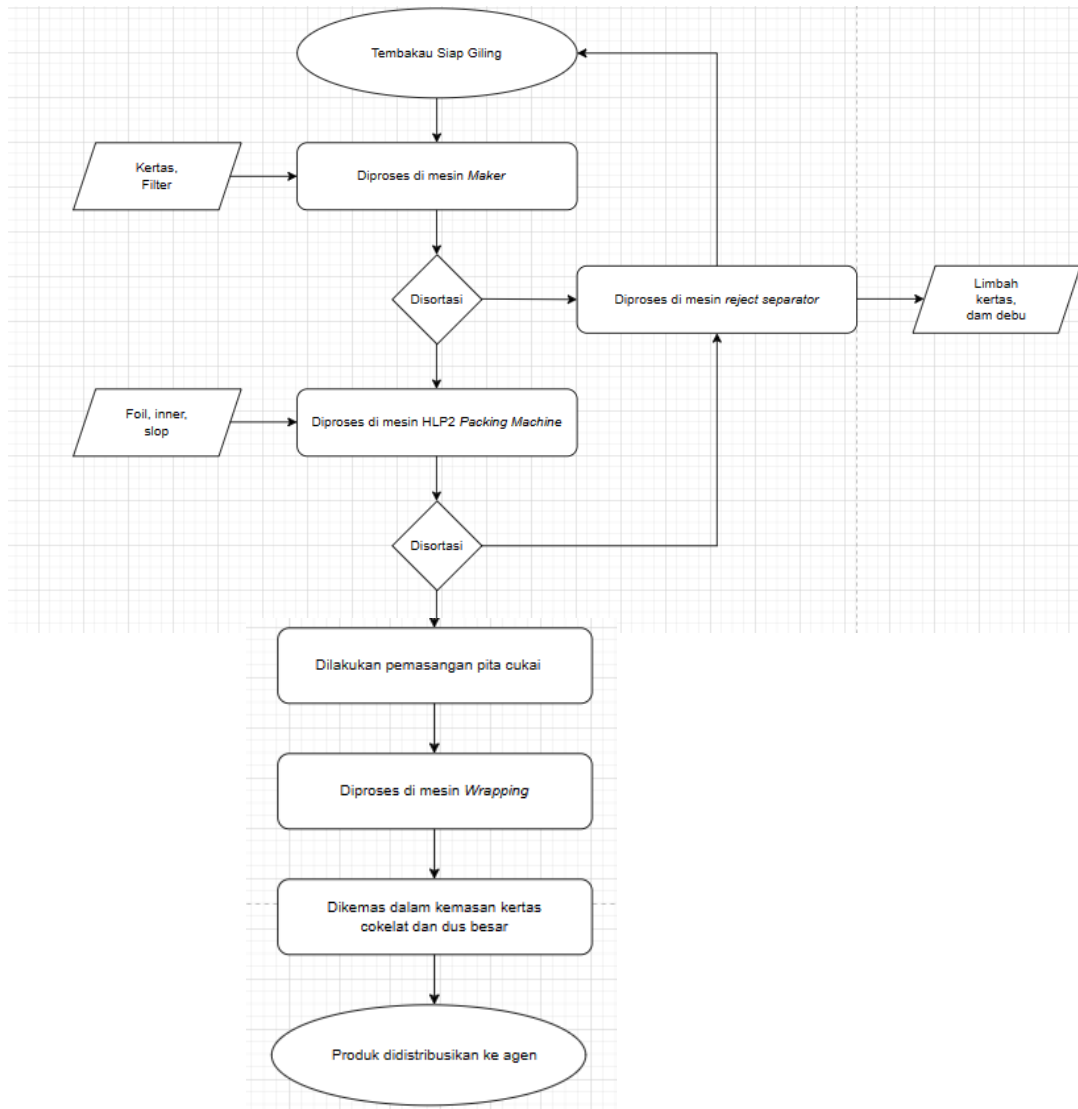 Tembakau Siap Giling
Kertas,
Filter
Diproses di mesin Maker
Disortasi
Diproses di mesin reject separator
Limbah
kertas,
dam debu
Foil, inner,
slop
Diproses di mesin HLP2 Packing Machine
Disortasi
Dilakukan pemasangan pita cukai
Diproses di mesin Wrapping
Dikemas dalam kemasan kertas
cokelat dan dus besar
Produk didistribusikan ke agen